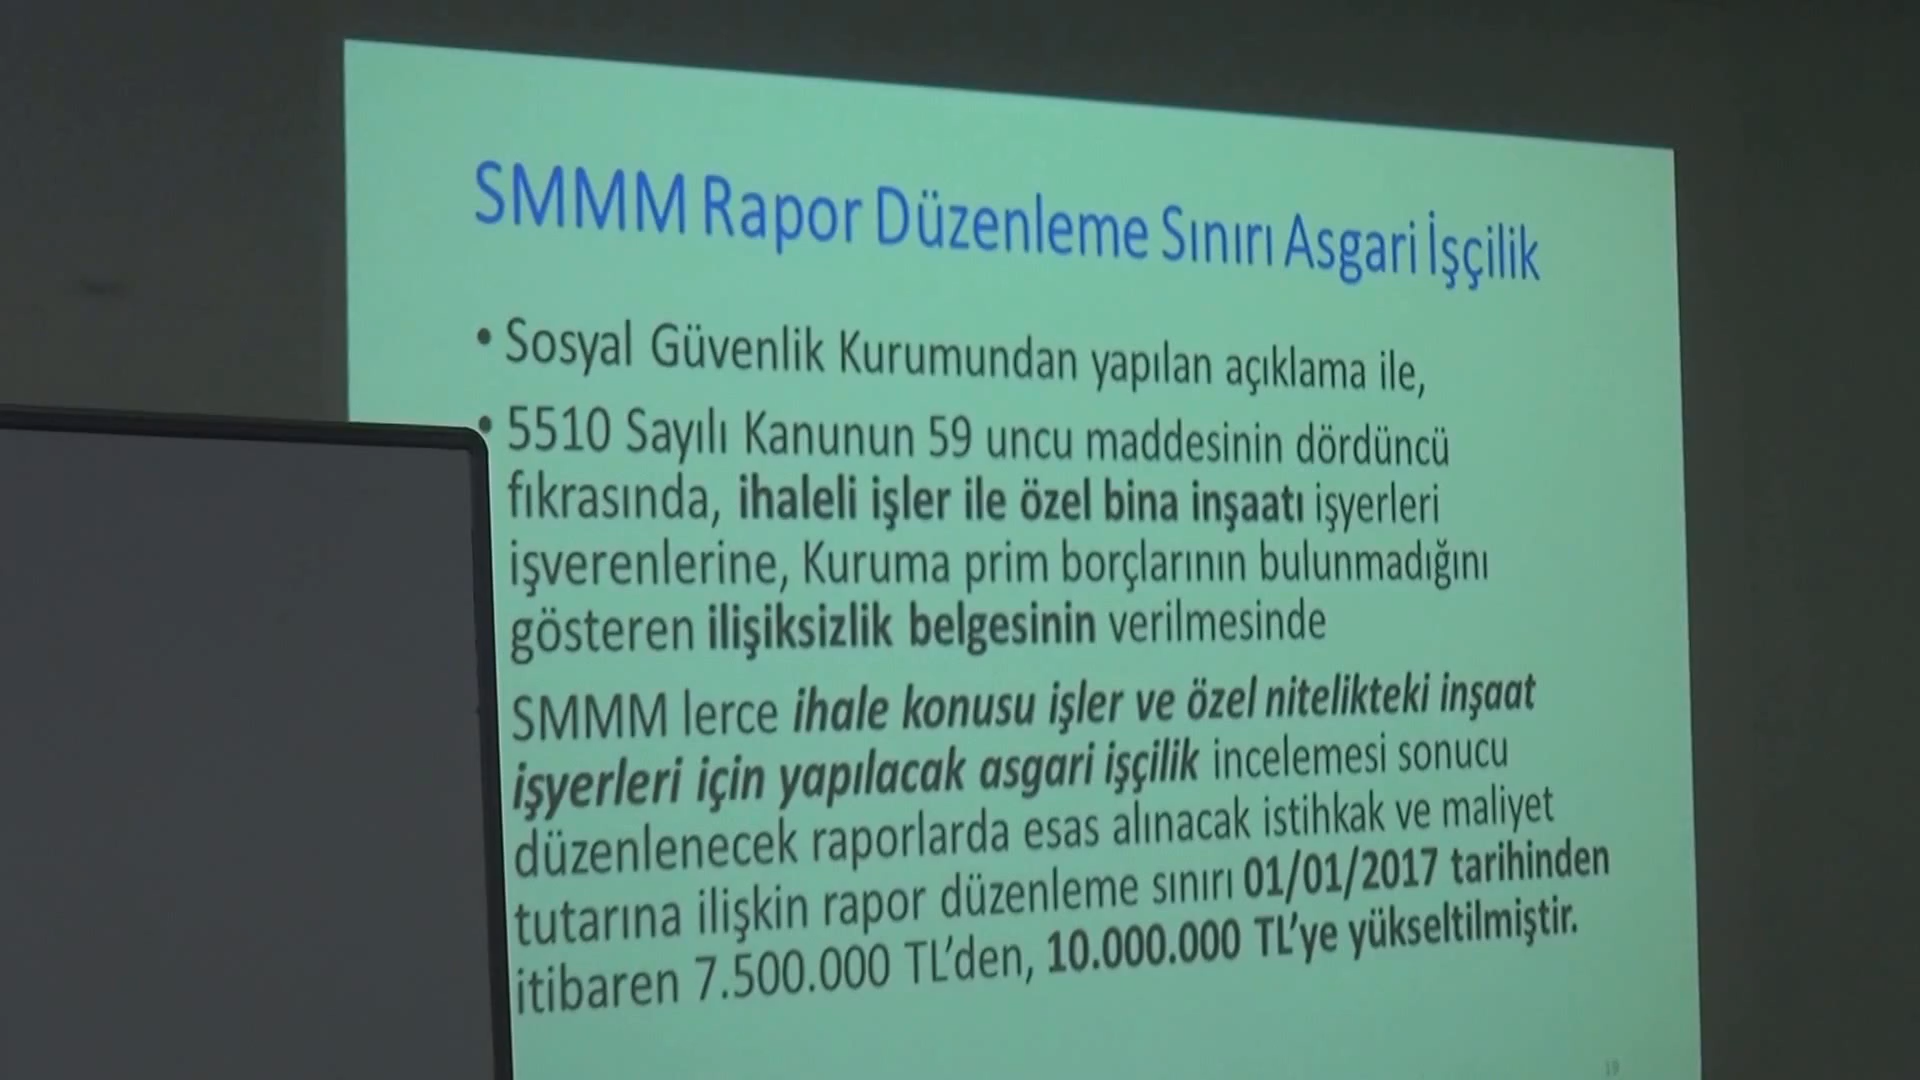 SMMM Rapor Düzenleme Sınırı Asgari İşçilik
• Sosyal Güvenlik Kurumundan yapılan açıklama ile,
• 5510 Sayılı Kanunun 59 uncu maddesinin dördüncü
fıkrasında, ihaleli işler ile özel bina inşaatı işyerleri
işverenlerine, Kuruma prim borçlarının bulunmadığını
gösteren ilişiksizlik belgesinin verilmesinde
SMMM lerce ihale konusu işler ve özel nitelikteki inşaat
işyerleri için yapılacak asgari işçilik incelemesi sonucu
düzenlenecek raporlarda esas alınacak istihkak ve maliyet
tutarına ilişkin rapor düzenleme sınırı 01/01/2017 tarihinden
itibaren 7.500.000 TL’den, 10.000.000 TL’ye yükseltilmiştir.
19